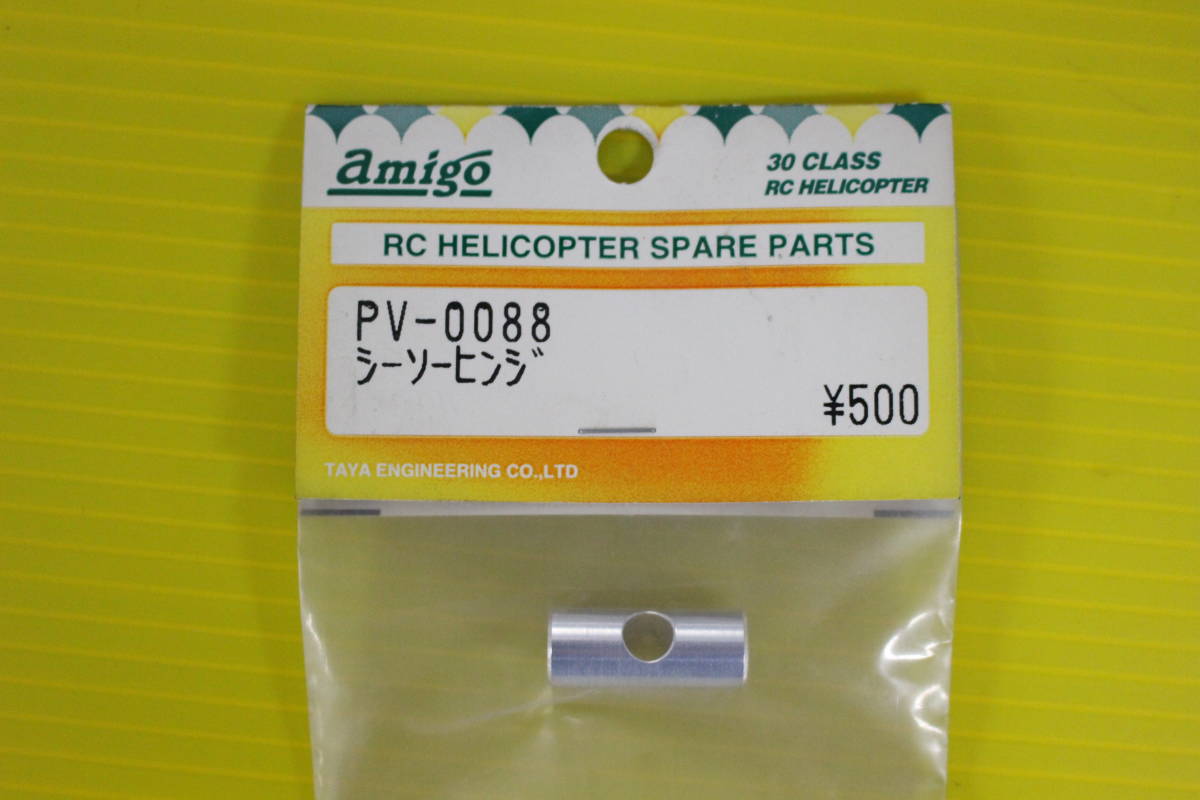 amigo
30 CLASS
RC HELICOPTER
RC HELICOPTER SPARE PARTS
PV-0088
シーソーヒンジ
¥500
TAYA ENGINEERING CO.,LTD